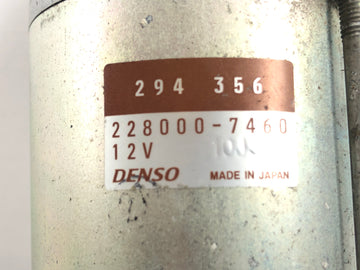 294 356
228000-7460
12V
DENSO MADE IN JAPAN